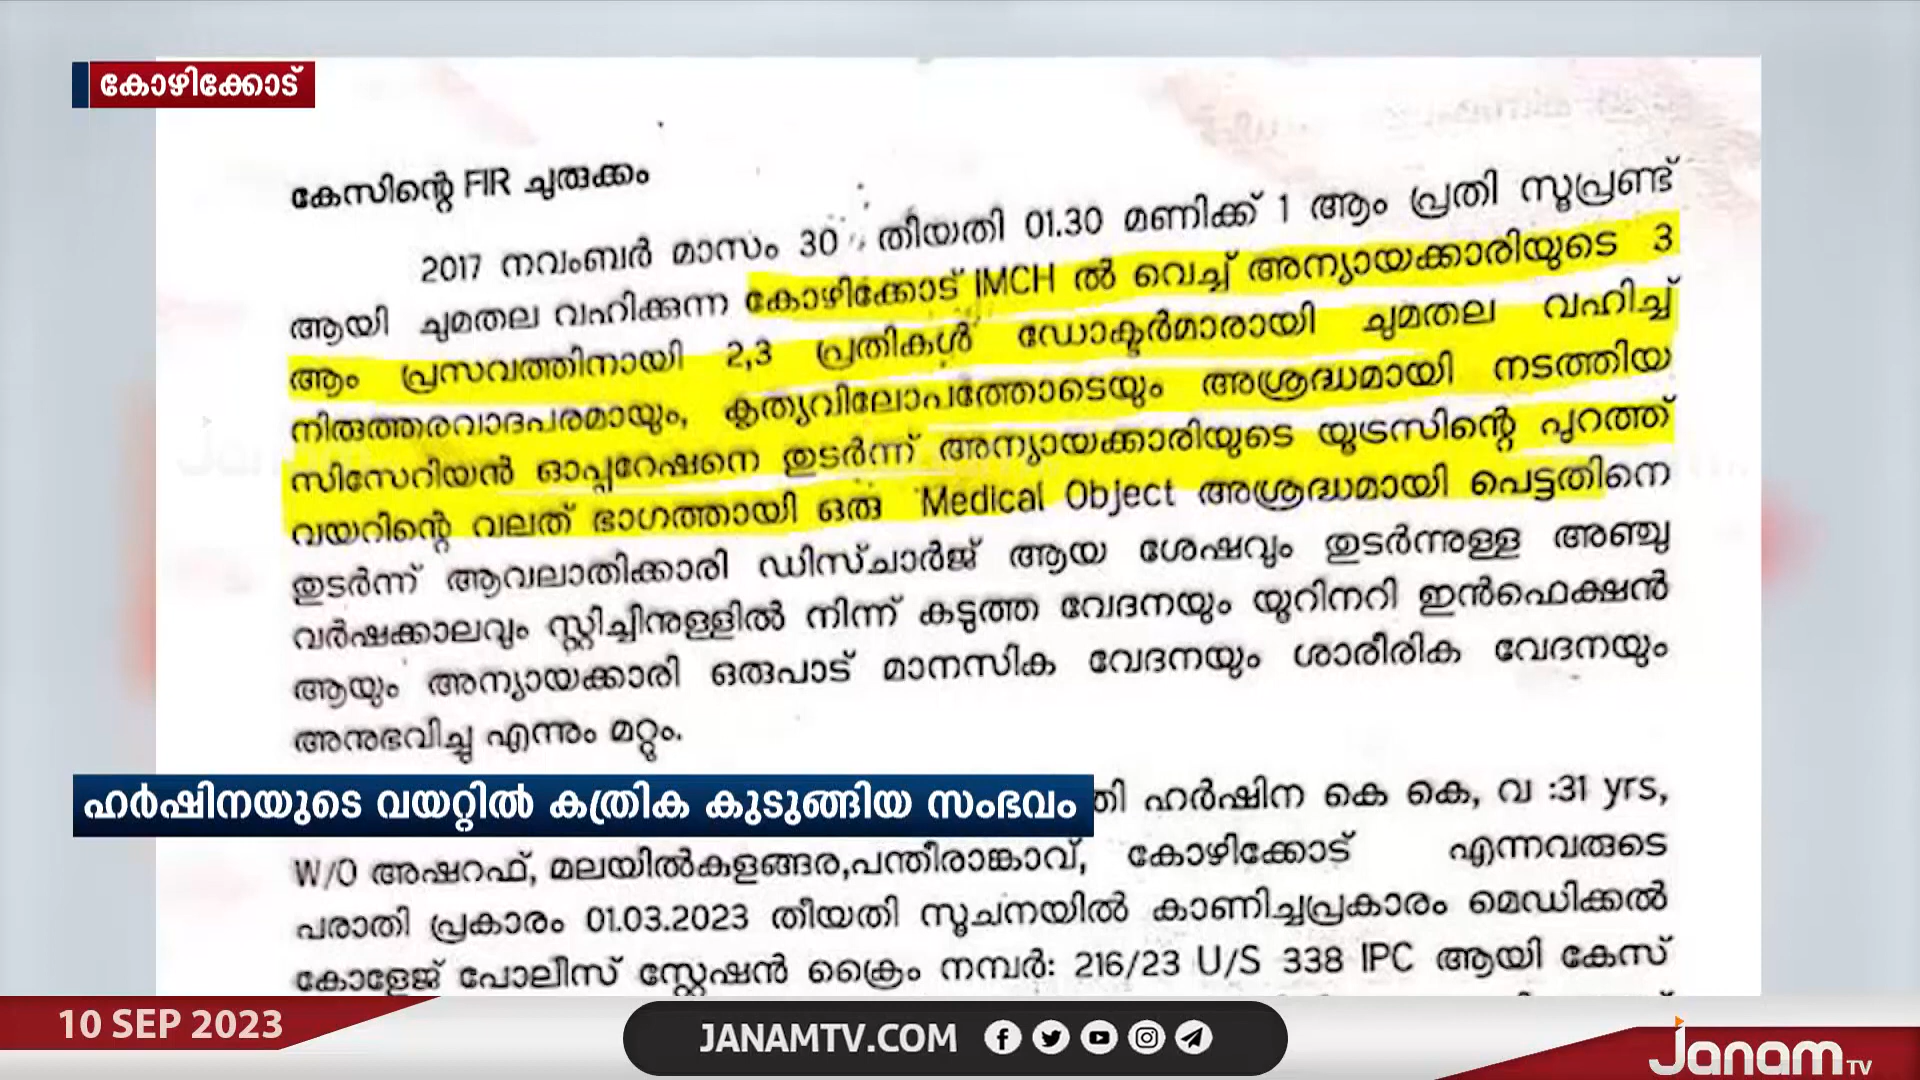 കോഴിക്കോട്
കേസിന്റെ FIR ചുരുക്കം
2017 നവംബർ മാസം 30 തീയതി 01.30 മണിക്ക് 1 ആം പ്രതി സൂപ്രണ്ട്
ആയി ചുമതല വഹിക്കുന്ന കോഴിക്കോട് IMCH ൽ വെച്ച് അന്യായക്കാരിയുടെ 3
ആം പ്രസവത്തിനായി 2,3 പ്രതികൾ ഡോക്ടർമാരായി ചുമതല വഹിച്ച്
നിരുത്തരവാദപരമായും, കൃത്യവിലോപത്തോടെയും അശ്രദ്ധമായി നടത്തിയ
സിസേറിയൻ ഓപ്പറേഷനെ തുടർന്ന് അന്യായക്കാരിയുടെ യൂട്രസിന്റെ പുറത്ത്
വയറിന്റെ വലത് ഭാഗത്തായി ഒരു Medical Object അശ്രദ്ധമായി പെട്ടതിനെ
തുടർന്ന് ആവലാതിക്കാരി ഡിസ്ചാർജ് ആയ ശേഷവും തുടർന്നുള്ള അഞ്ചു
വർഷക്കാലവും സ്റ്റിച്ചിനുള്ളിൽ നിന്ന് കടുത്ത വേദനയും യൂറിനറി ഇൻഫെക്ഷൻ
ആയും അന്യായക്കാരി ഒരുപാട് മാനസിക വേദനയും ശാരീരിക വേദനയും
അനുഭവിച്ചു എന്നും മറ്റും.
ഹർഷിനയുടെ വയറ്റിൽ കത്രിക കുടുങ്ങിയ സംഭവം
ഹർഷിന കെ കെ, വ :31 yrs,
W/O അഷറഫ്, മലയിൽകുളങ്ങര,പന്തീരാങ്കാവ്, കോഴിക്കോട് എന്നവരുടെ
പരാതി പ്രകാരം 01.03.2023 തീയതി സൂചനയിൽ കാണിച്ചപ്രകാരം മെഡിക്കൽ
കോളേജ് പോലീസ് സ്റ്റേഷൻ ക്രൈം നമ്പർ: 216/23 U/S 338 IPC ആയി കേസ്
10 SEP 2023
JANAMTV.COM
Janam TV